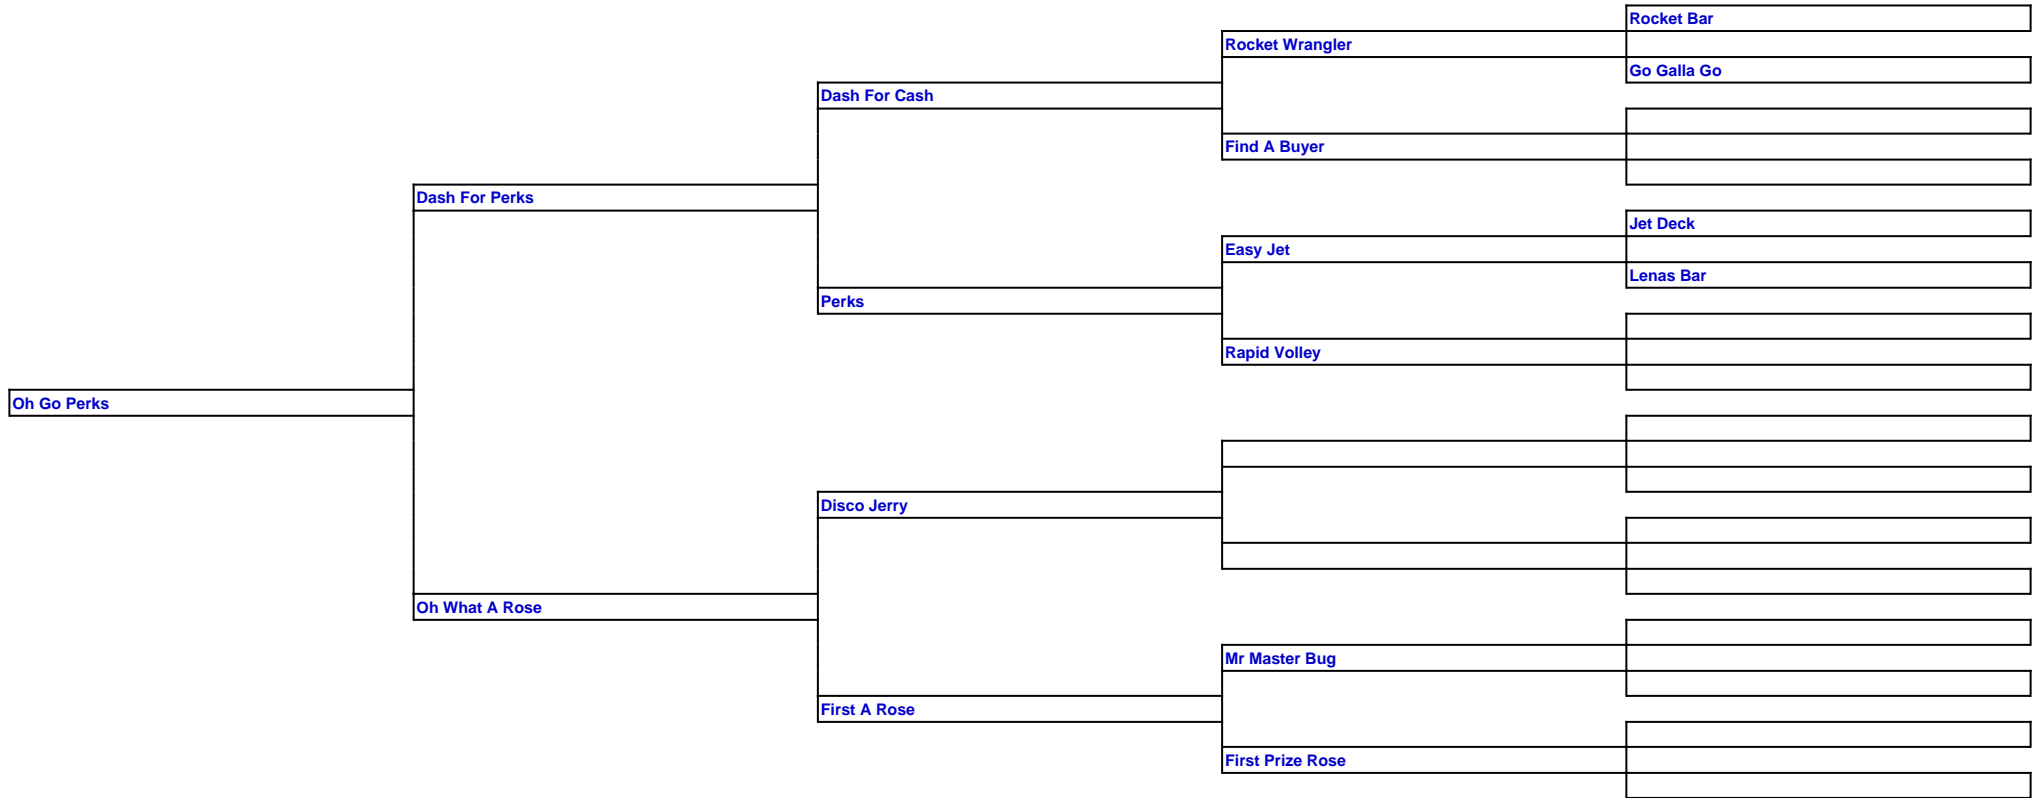 Rocket Bar
Rocket Wrangler
Go Galla Go
Dash For Cash
Find A Buyer
Dash For Perks
Jet Deck
Easy Jet
Lenas Bar
Perks
Rapid Volley
Oh Go Perks
Disco Jerry
Oh What A Rose
Mr Master Bug
First A Rose
First Prize Rose